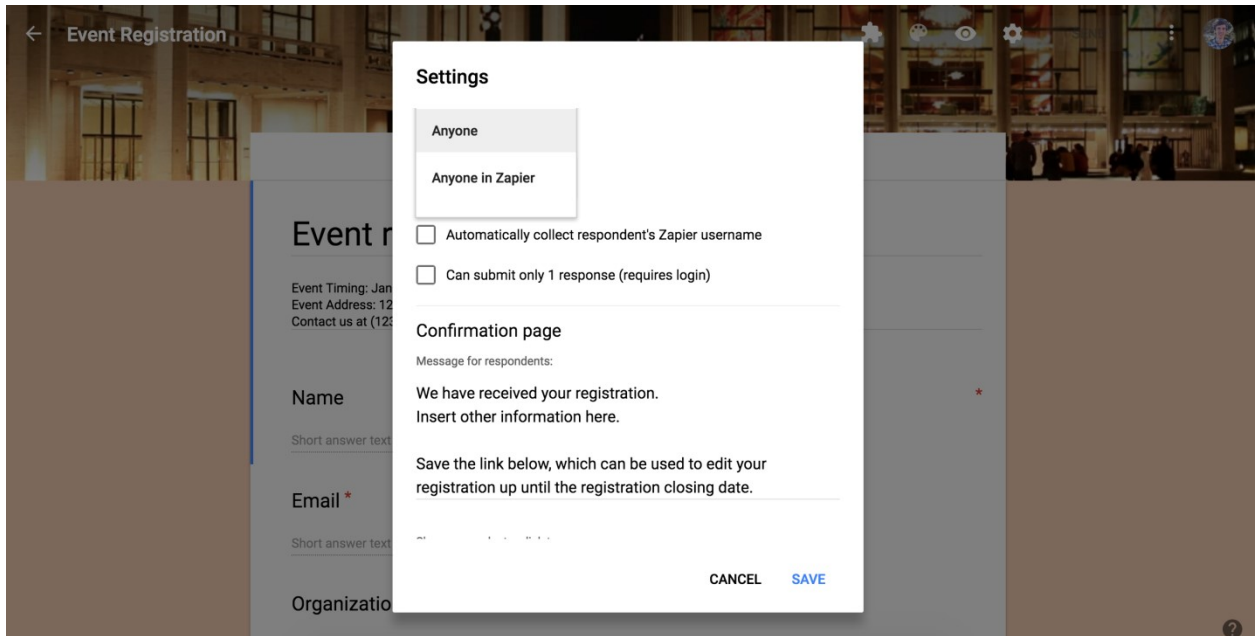 Event Registration
Settings
Anyone
Anyone in Zapier
Event r
Automatically collect respondent's Zapier username
Can submit only 1 response (requires login)
Event Timing: Jan
Event Address: 12
Contact us at (123
Confirmation page
Message for respondents:
We have received your registration.
Insert other information here.
Name
*
Short answer text
Save the link below, which can be used to edit your
registration up until the registration closing date.
Email *
Short answer text
CANCEL SAVE
Organizatio